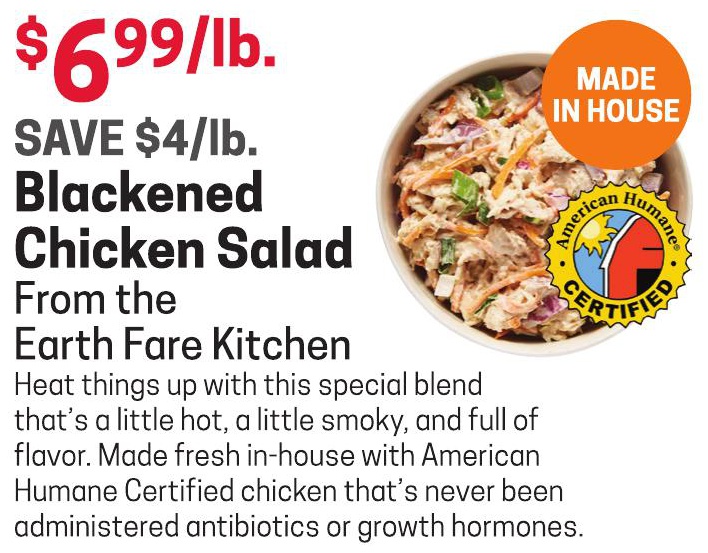 $6.99/lb.
SAVE $4/lb.
Blackened
Chicken Salad
From the
Earth Fare Kitchen
Heat things up with this special blend
that's a little hot, a little smoky, and full of
flavor. Made fresh in-house with American
Humane Certified chicken that's never been
administered antibiotics or growth hormones.
MADE
IN HOUSE
American Humane®
CERTIFIED